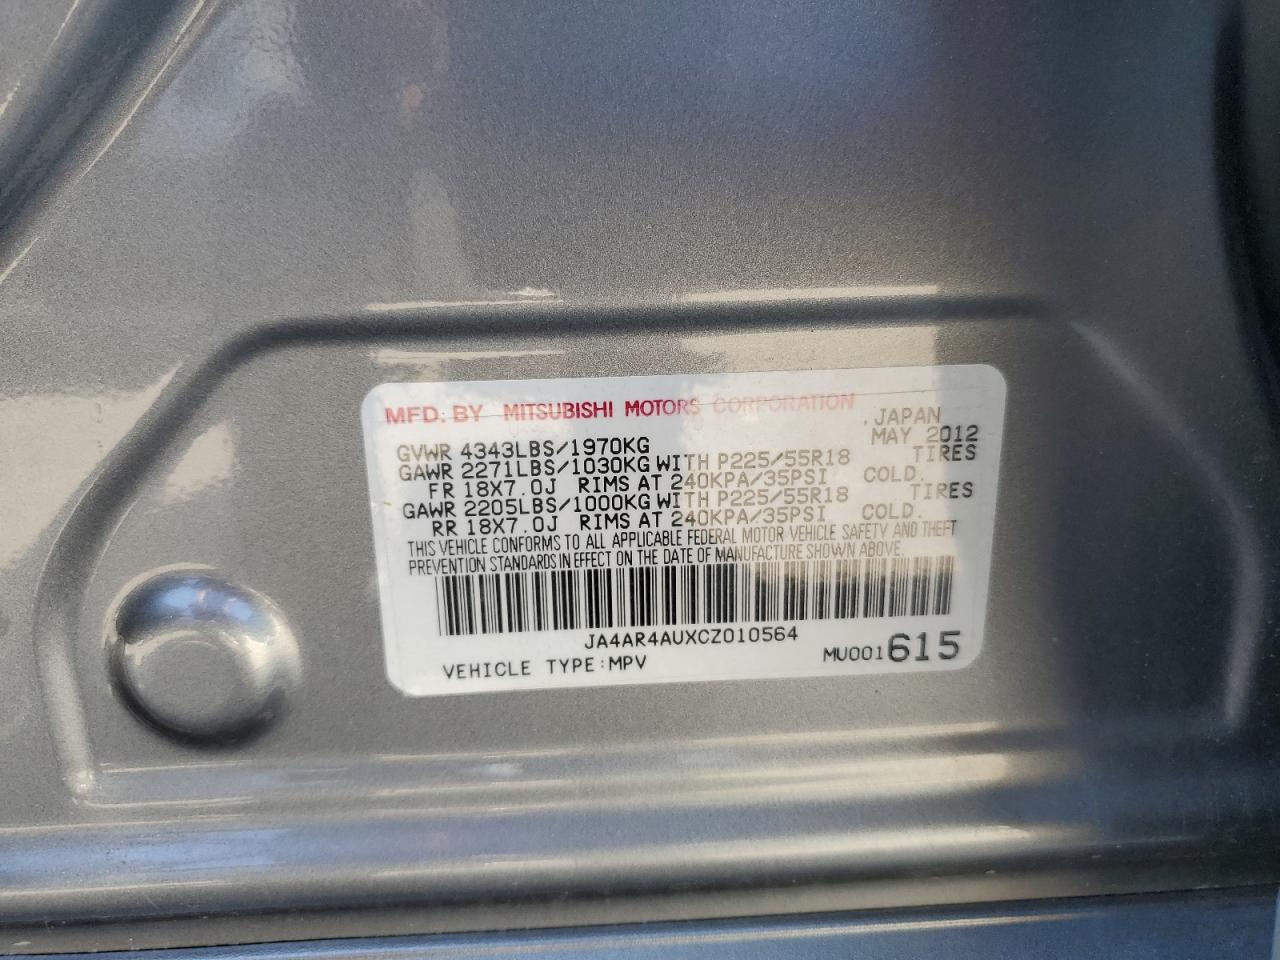 MFD. BY MITSUBISHI MOTORS CORPORATION
JAPAN
MAY 2012
GVWR 4343LBS/1970KG
GAWR 2271LBS/1030KG WITH P225/55R18 TIRES
FR 18X7.0J RIMS AT 240KPA/35PSI COLD.
GAWR 2205LBS/1000KG WITH P225/55R18 TIRES
RR 18X7.0J RIMS AT 240KPA/35PSI COLD.
THIS VEHICLE CONFORMS TO ALL APPLICABLE FEDERAL MOTOR VEHICLE SAFETY AND THEFT
PREVENTION STANDARDS IN EFFECT ON THE DATE OF MANUFACTURE SHOWN ABOVE.
JA4AR4AUXCZ010564
VEHICLE TYPE:MPV MU001615